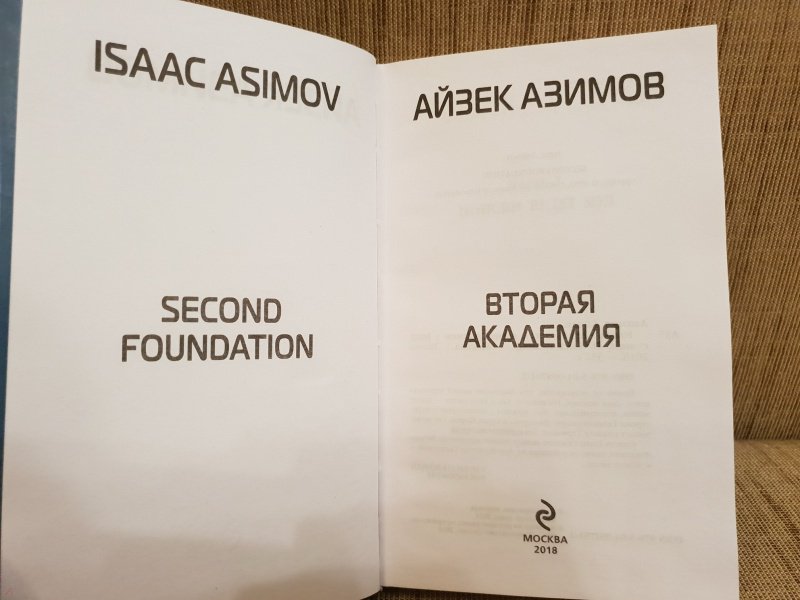 ISAAC ASIMOV
SECOND
FOUNDATION
АЙЗЕК АЗИМОВ
ВТОРАЯ
АКАДЕМИЯ
МОСКВА
2018